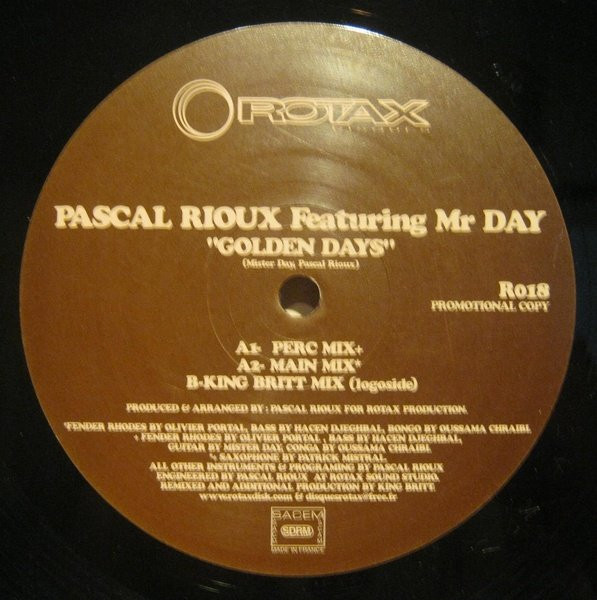 ROTAX
PASCAL RIOUX Featuring Mr DAY
"GOLDEN DAYS"
(Mister Day, Pascal Rioux)
R018
PROMOTIONAL COPY
A1- PERC MIX+
A2- MAIN MIX*
B-KING BRITT MIX (logoside)
PRODUCED & ARRANGED BY : PASCAL RIOUX FOR ROTAX PRODUCTION.
*FENDER RHODES BY OLIVIER PORTAL, BASS BY HACEN DJEGHBAL, BONGO BY OUSSAMA CHRAIBI.
+ FENDER RHODES BY OLIVIER PORTAL , BASS BY HACEN DJEGHBAL,
GUITAR BY MISTER DAY, CONGA BY OUSSAMA CHRAIBI,
SAXOPHONE BY PATRICK MISTRAL.
ALL OTHER INSTRUMENTS & PROGRAMING BY PASCAL RIOUX
ENGINEERED BY PASCAL RIOUX AT ROTAX SOUND STUDIO.
REMIXED AND ADDITIONAL PRODUCTION BY KING BRITT.
www.rotaxdisk.com & disquesrotax@free.fr
SACEM
SDRM
MADE IN FRANCE